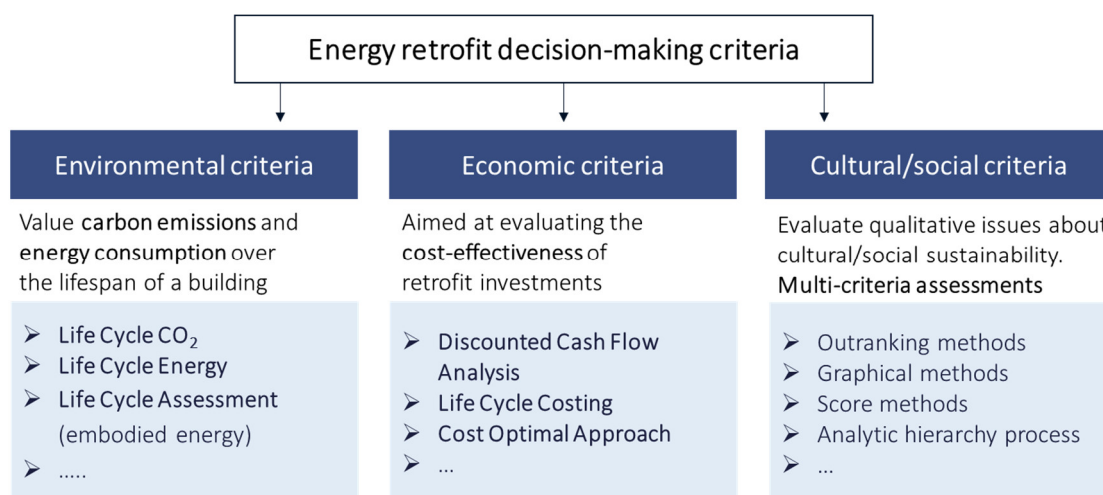 Energy retrofit decision-making criteria
Environmental criteria
Value carbon emissions and
energy consumption over
the lifespan of a building
➢ Life Cycle CO₂
➢ Life Cycle Energy
➢ Life Cycle Assessment
(embodied energy)
➢ .....
Economic criteria
Aimed at evaluating the
cost-effectiveness of
retrofit investments
➢ Discounted Cash Flow
Analysis
➢ Life Cycle Costing
➢ Cost Optimal Approach
➢ ...
Cultural/social criteria
Evaluate qualitative issues about
cultural/social sustainability.
Multi-criteria assessments
➢ Outranking methods
➢ Graphical methods
➢ Score methods
➢ Analytic hierarchy process
➢ ...